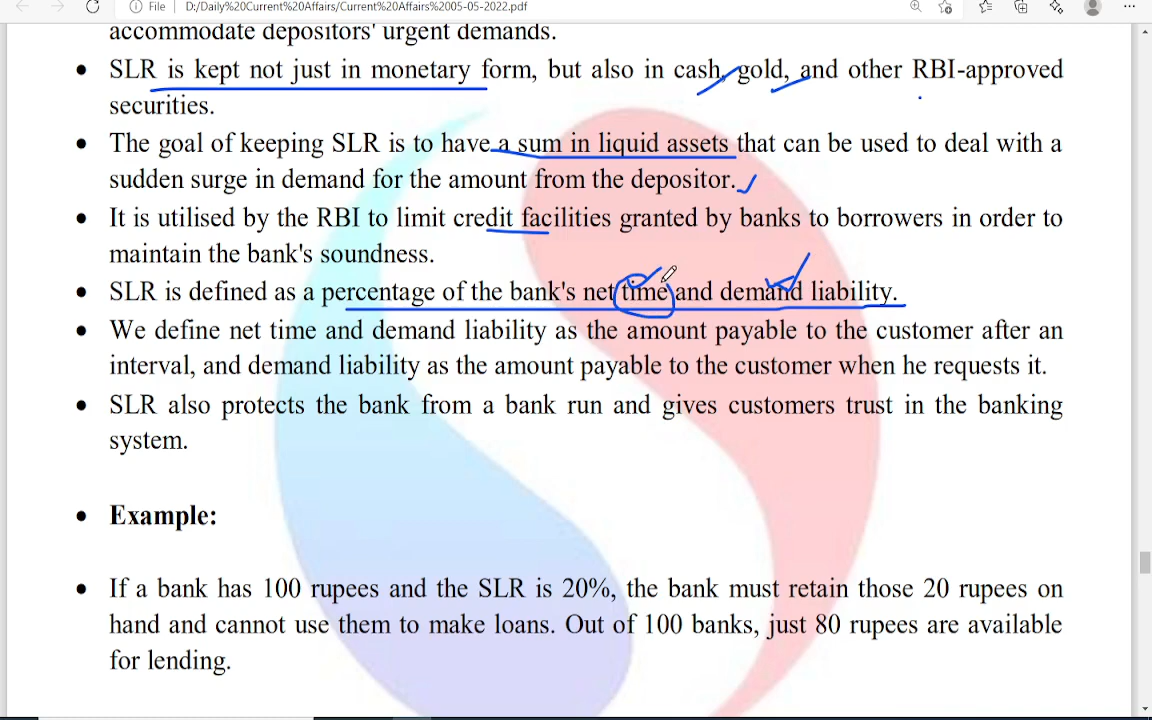 File D:/Daily%20Current%20Affairs/Current%20Affairs%2005-05-2022.pdf
accommodate depositors' urgent demands.
• SLR is kept not just in monetary form, but also in cash, gold, and other RBI-approved
securities.
• The goal of keeping SLR is to have a sum in liquid assets that can be used to deal with a
sudden surge in demand for the amount from the depositor.
• It is utilised by the RBI to limit credit facilities granted by banks to borrowers in order to
maintain the bank's soundness.
• SLR is defined as a percentage of the bank's net time and demand liability.
• We define net time and demand liability as the amount payable to the customer after an
interval, and demand liability as the amount payable to the customer when he requests it.
• SLR also protects the bank from a bank run and gives customers trust in the banking
system.
• Example:
• If a bank has 100 rupees and the SLR is 20%, the bank must retain those 20 rupees on
hand and cannot use them to make loans. Out of 100 banks, just 80 rupees are available
for lending.